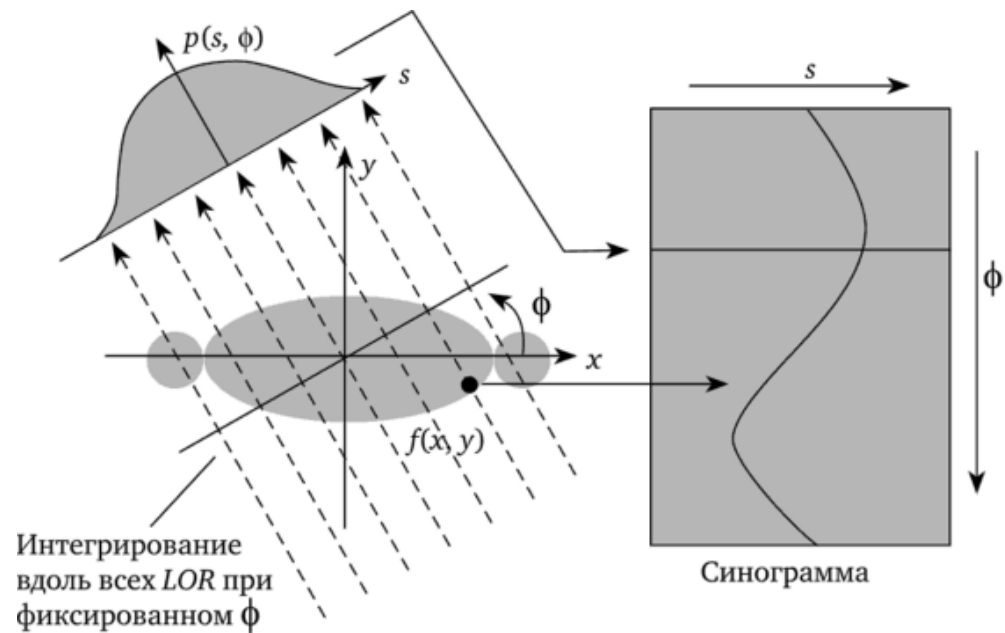 p(s, ϕ)
s
s
y
ϕ
ϕ
x
f(x, y)
Интегрирование
вдоль всех LOR при
фиксированном ϕ
Синограмма